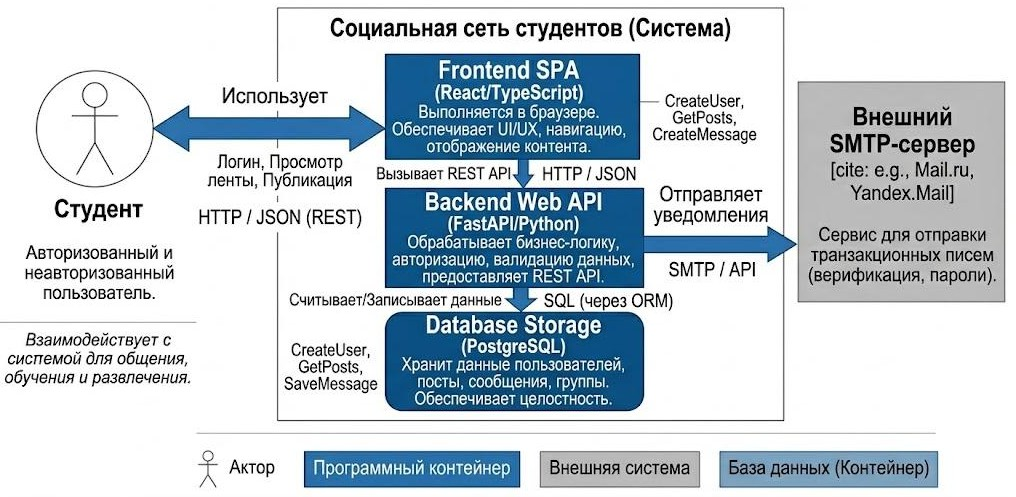 Социальная сеть студентов (Система)
Frontend SPA
(React/TypeScript)
Выполняется в браузере.
Обеспечивает UI/UX, навигацию,
отображение контента.
CreateUser,
GetPosts,
CreateMessage
Использует
Логин, Просмотр
ленты, Публикация
HTTP / JSON (REST)
Студент
Авторизованный и
неавторизованный
пользователь.
Взаимодействует с
системой для общения,
обучения и развлечения.
Вызывает REST API
HTTP / JSON
Backend Web API
(FastAPI/Python)
Обрабатывает бизнес-логику,
авторизацию, валидацию данных,
предоставляет REST API.
Отправляет
уведомления
SMTP / API
Внешний
SMTP-сервер
[cite: e.g., Mail.ru,
Yandex.Mail]
Сервис для отправки
транзакционных писем
(верификация, пароли).
Считывает/Записывает данные
SQL (через ORM)
Database Storage
(PostgreSQL)
Хранит данные пользователей,
посты, сообщения, группы.
Обеспечивает целостность.
CreateUser,
GetPosts,
SaveMessage
Актор
Программный контейнер
Внешняя система
База данных (Контейнер)